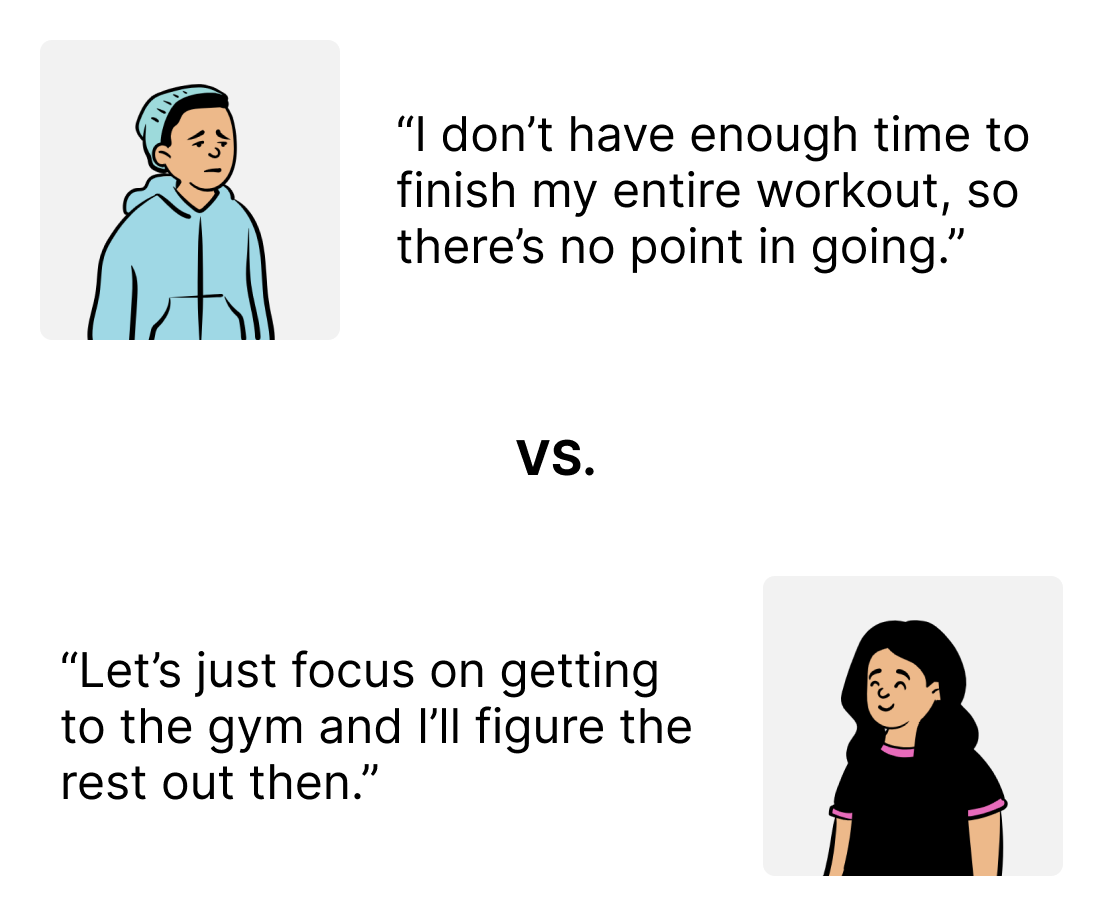 “I don’t have enough time to
finish my entire workout, so
there’s no point in going.”
VS.
“Let’s just focus on getting
to the gym and I’ll figure the
rest out then.”